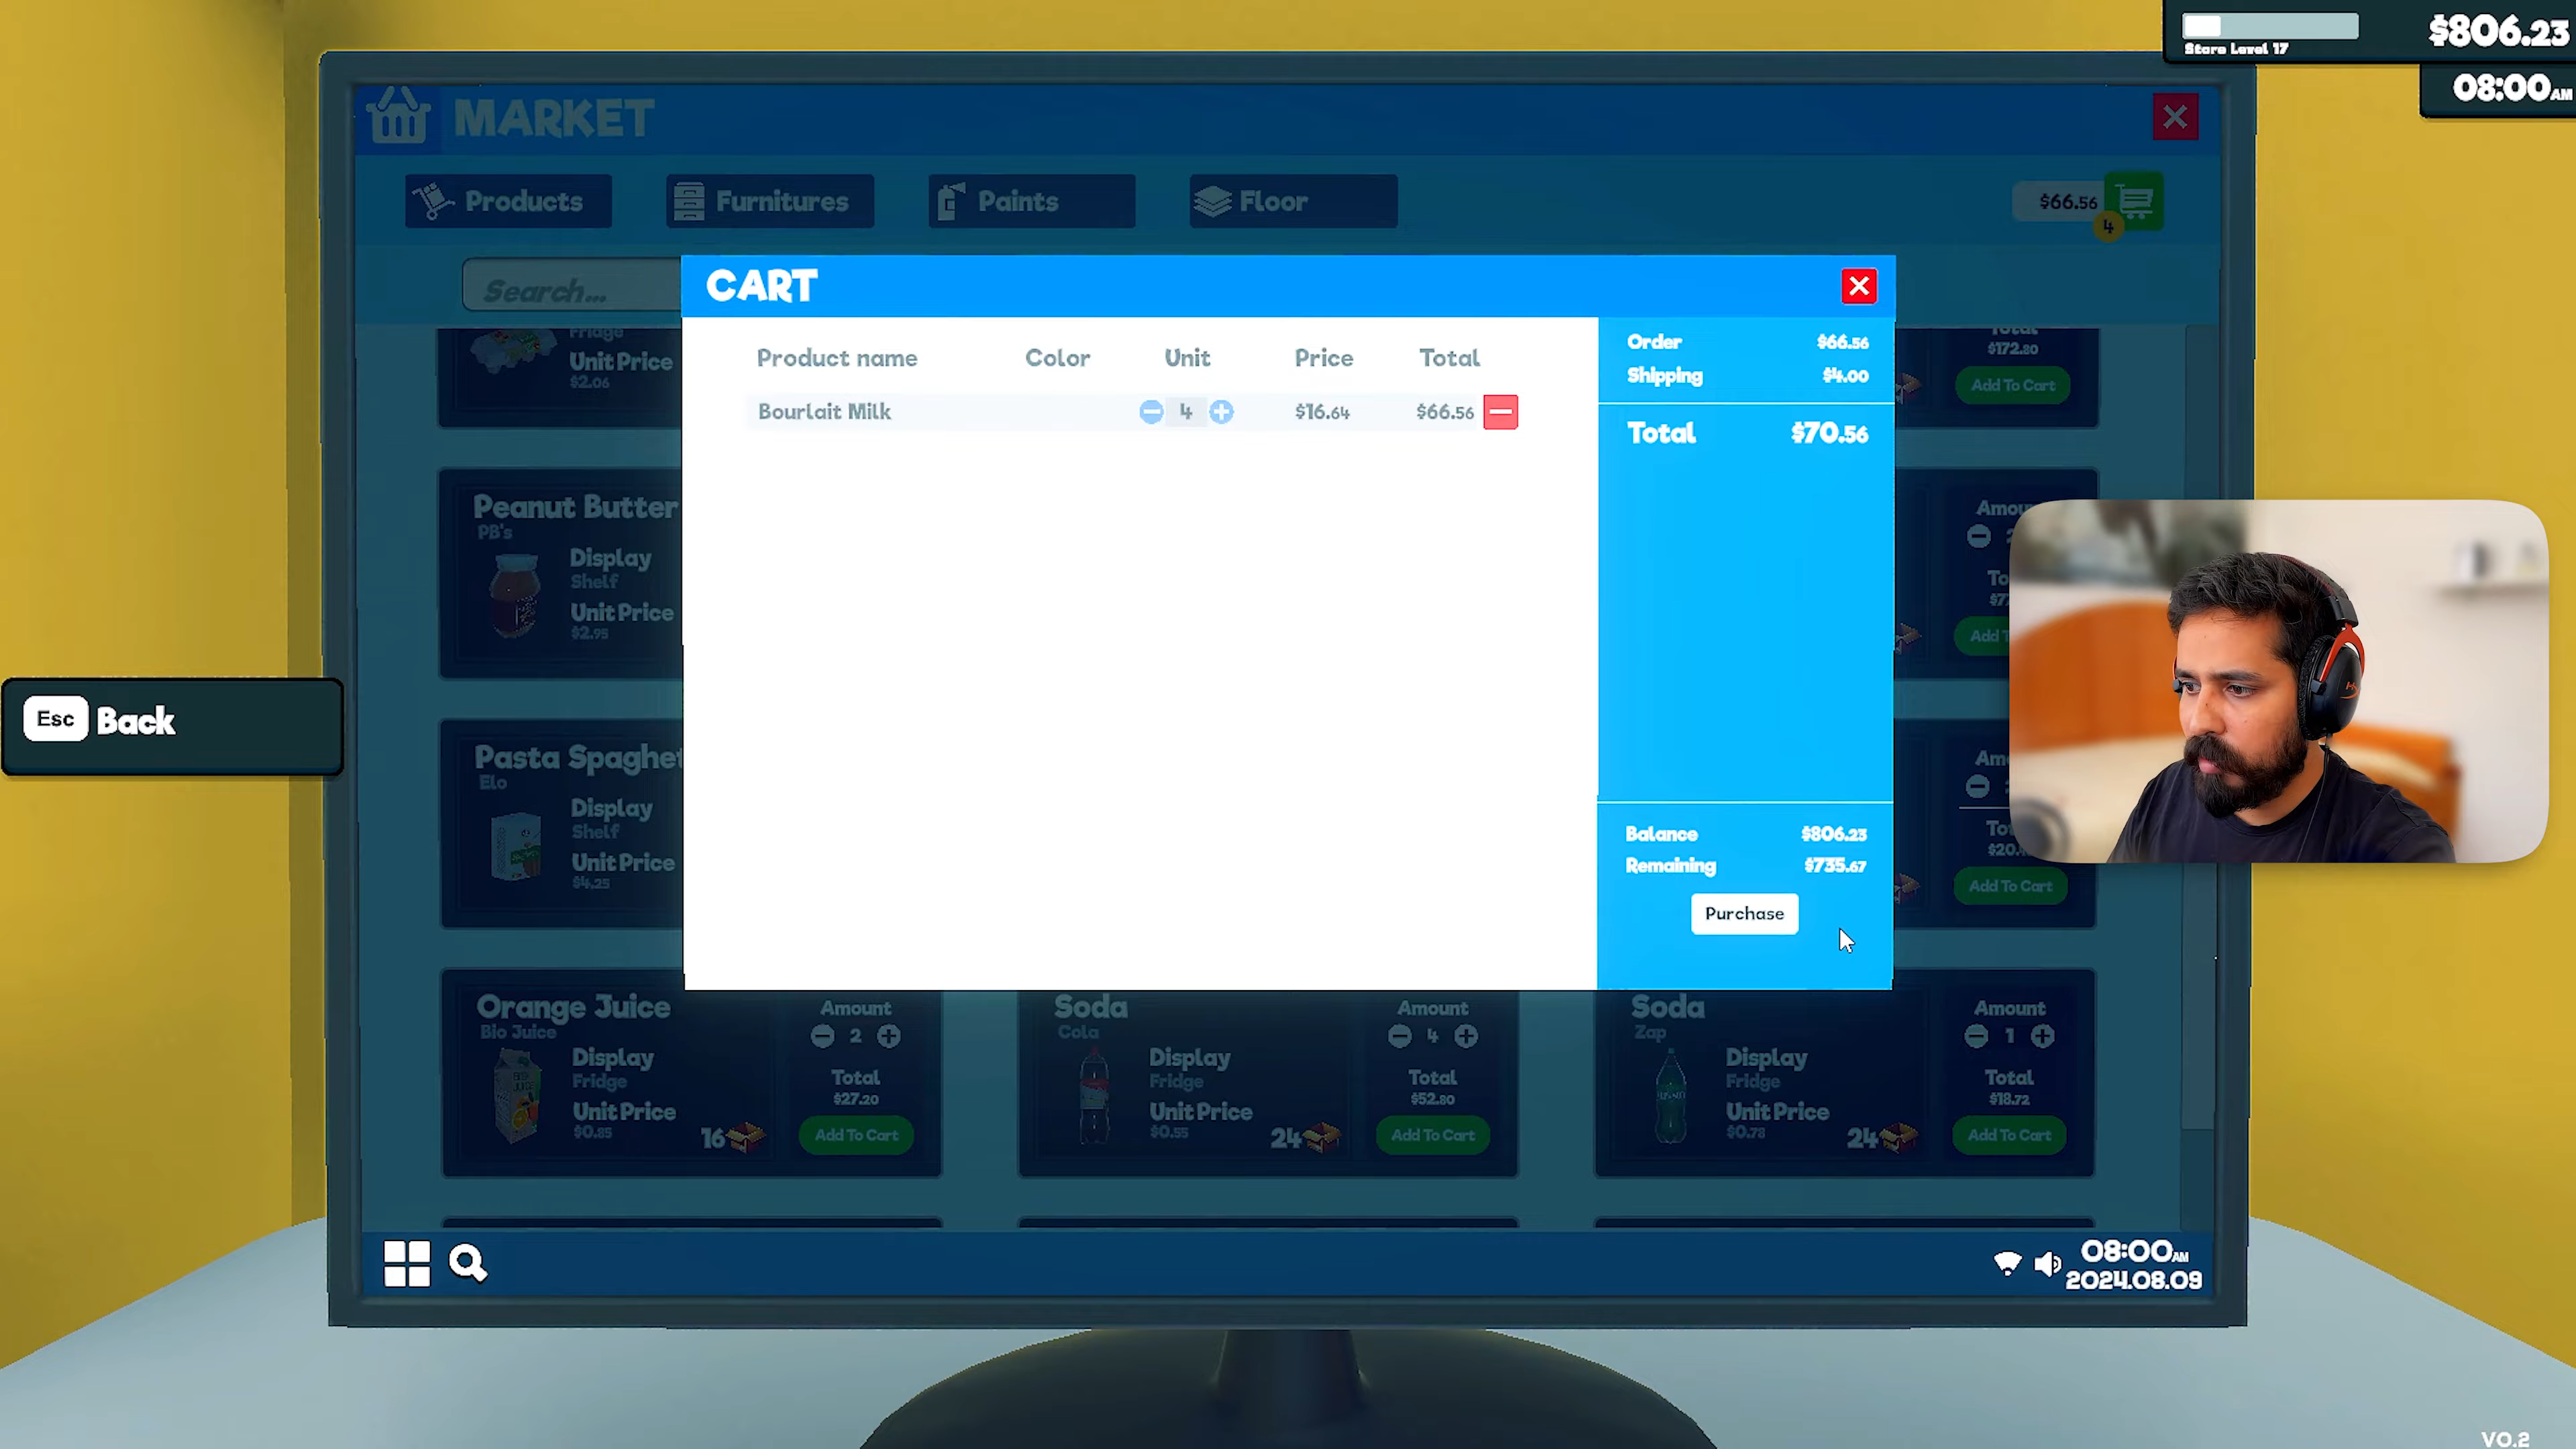 Store Level 17
$806.23
08:00AM
MARKET
Products
Furnitures
Paints
Floor
$66.56
4
Search...
CART
Product name Color Unit Price Total
Bourlait Milk 4 $16.64 $66.56
Order $66.56
Shipping $4.00
Total $70.56
Balance $806.23
Remaining $735.67
Purchase
Fridge
Unit Price
$2.06
Total
$172.80
Add To Cart
Peanut Butter
PB's
Display
Shelf
Unit Price
$2.95
Esc Back
Pasta Spaghet
Elo
Display
Shelf
Unit Price
$4.25
Add To Cart
Orange Juice
Bio Juice
Display
Fridge
Unit Price
$0.85
16
Amount
2
Total
$27.20
Add To Cart
Soda
Cola
Display
Fridge
Unit Price
$0.55
24
Amount
4
Total
$52.80
Add To Cart
Soda
Zap
Display
Fridge
Unit Price
$0.78
24
Amount
1
Total
$18.72
Add To Cart
08:00AM
2024.08.09
V0.2